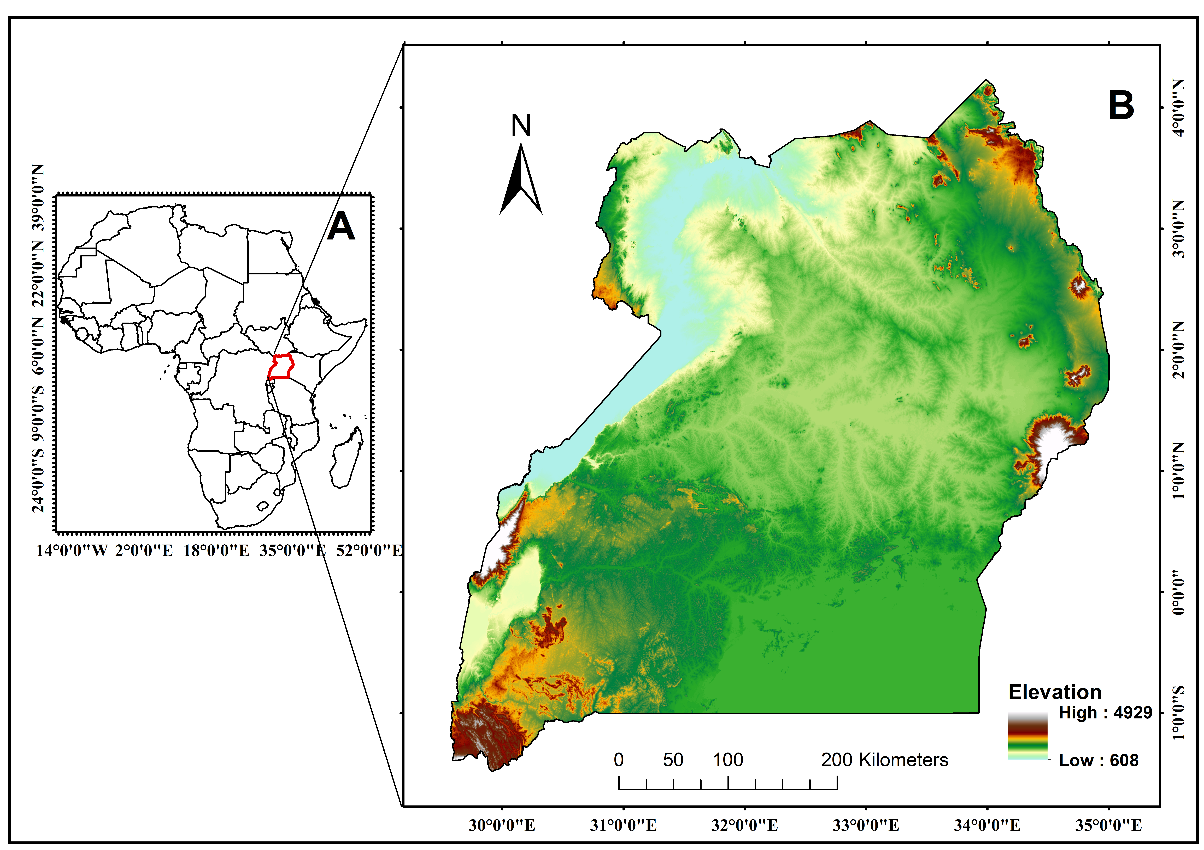 A
39°0'0"N
22°0'0"N
6°0'0"N
9°0'0"S
24°0'0"S
14°0'0"W 2°0'0"E 18°0'0"E 35°0'0"E 52°0'0"E
B
N
4°0'0"N
3°0'0"N
2°0'0"N
1°0'0"N
0°0'0"
1°0'0"S
Elevation
High : 4929
Low : 608
0 50 100 200 Kilometers
30°0'0"E 31°0'0"E 32°0'0"E 33°0'0"E 34°0'0"E 35°0'0"E